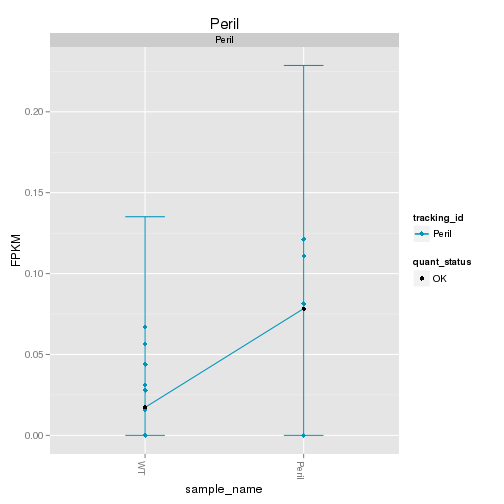 Peril
Peril
FPKM
0.20
0.15
0.10
0.05
0.00
WT
Peril
sample_name
tracking_id
Peril
quant_status
OK